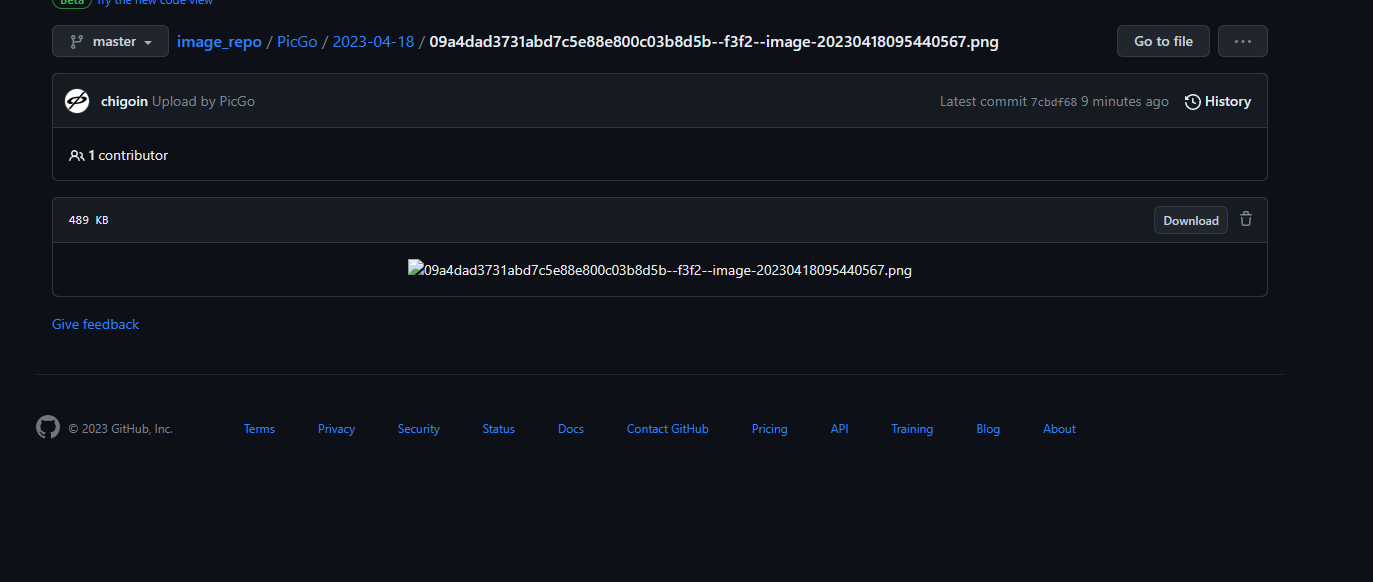 Beta Try the new code view
master image_repo / PicGo / 2023-04-18 / 09a4dad3731abd7c5e88e800c03b8d5b--f3f2--image-20230418095440567.png Go to file ...
chigoin Upload by PicGo Latest commit 7cbdf68 9 minutes ago History
1 contributor
489 KB Download
09a4dad3731abd7c5e88e800c03b8d5b--f3f2--image-20230418095440567.png
Give feedback
© 2023 GitHub, Inc. Terms Privacy Security Status Docs Contact GitHub Pricing API Training Blog About